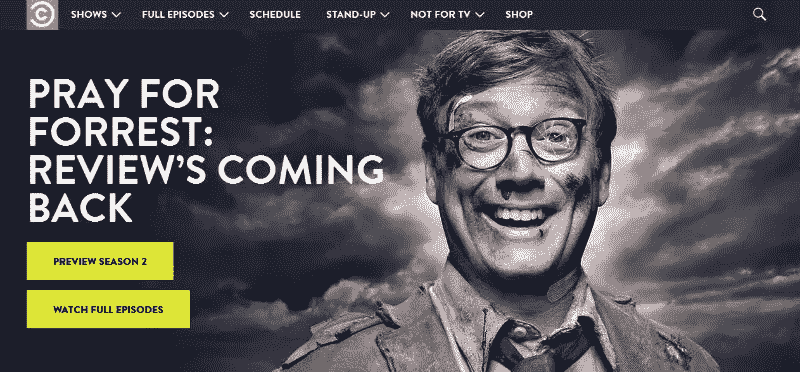 SHOWS FULL EPISODES SCHEDULE STAND-UP NOT FOR TV SHOP
PRAY FOR
FORREST:
REVIEW'S COMING
BACK
PREVIEW SEASON 2
WATCH FULL EPISODES